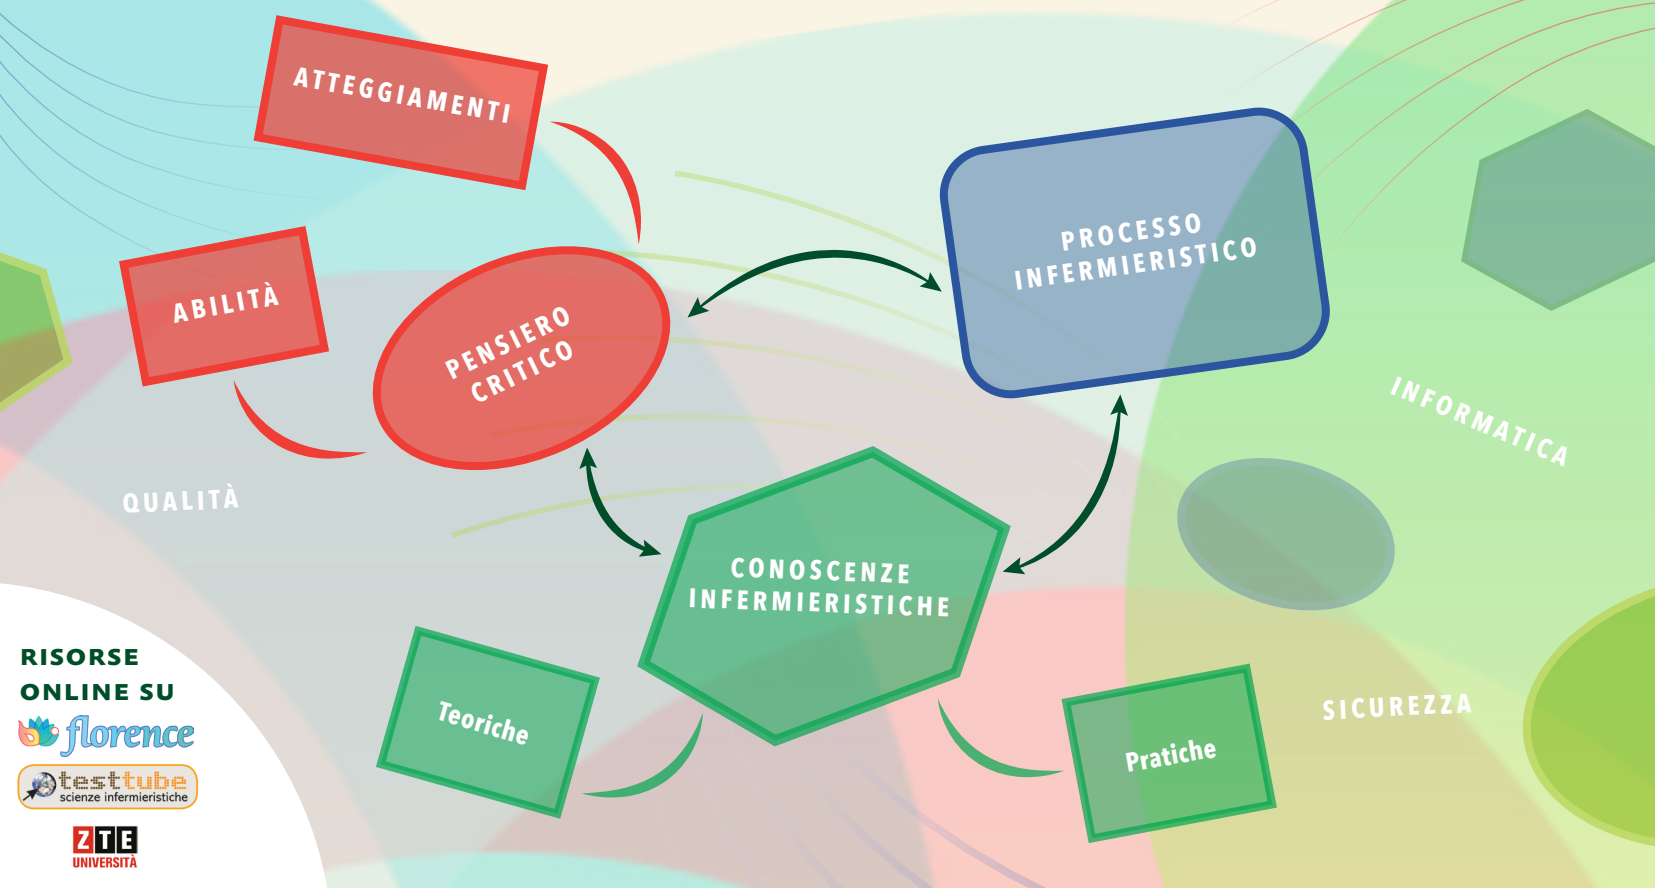 ATTEGGIAMENTI
ABILITÀ
PENSIERO
CRITICO
PROCESSO
INFERMIERISTICO
INFORMATICA
QUALITÀ
CONOSCENZE
INFERMIERISTICHE
Teoriche
Pratiche
SICUREZZA
RISORSE
ONLINE SU
florence
testtube
scienze infermieristiche
ZTE
UNIVERSITÀ